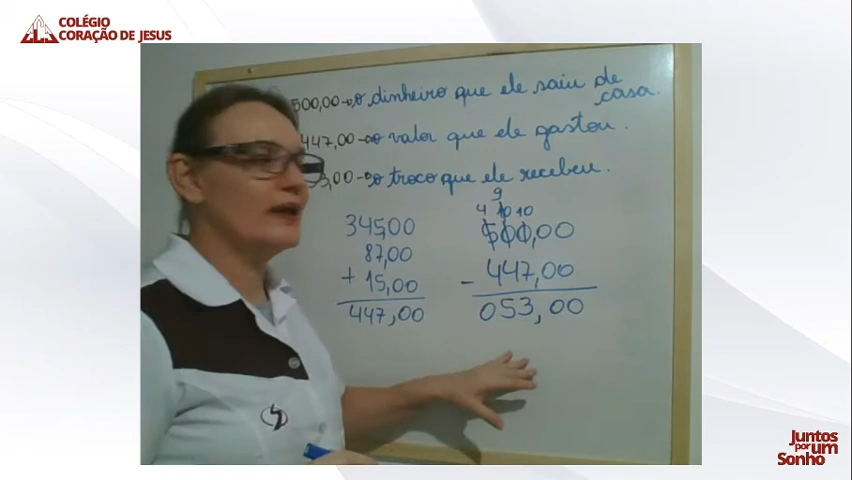 COLÉGIO
CORAÇÃO DE JESUS
500,00 → o dinheiro que ele saiu de
casa.
447,00 → o valor que ele gastou.
3,00 → o troco que ele recebeu.
9
4 10 10
345,00
500,00
87,00
+ 15,00
- 447,00
447,00
053,00
Juntos
por um
Sonho